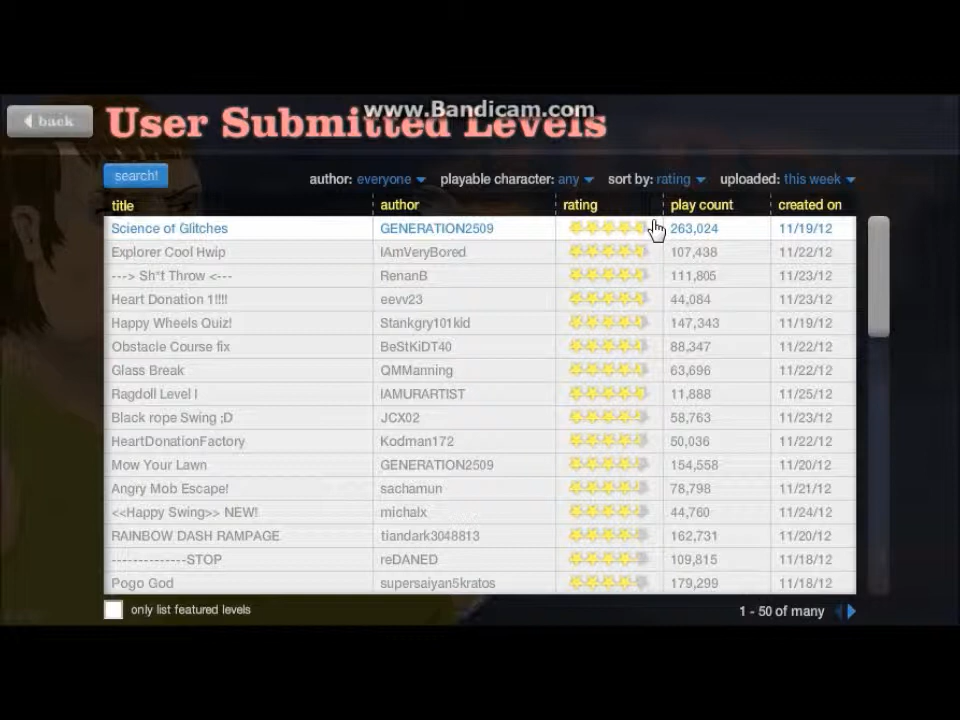 www.Bandicam.com
back
User Submitted Levels
search!
author: everyone playable character: any sort by: rating uploaded: this week
title author rating play count created on
Science of Glitches GENERATION2509 263,024 11/19/12
Explorer Cool Hwip IAmVeryBored 107,438 11/22/12
---> Sh*t Throw <--- RenanB 111,805 11/23/12
Heart Donation 1!!!! eevv23 44,084 11/23/12
Happy Wheels Quiz! Stankgry101kid 147,343 11/19/12
Obstacle Course fix BeStKiDT40 88,347 11/22/12
Glass Break QMManning 63,696 11/22/12
Ragdoll Level I IAMURARTIST 11,888 11/25/12
Black rope Swing ;D JCX02 58,763 11/23/12
HeartDonationFactory Kodman172 50,036 11/22/12
Mow Your Lawn GENERATION2509 154,558 11/20/12
Angry Mob Escape! sachamun 78,798 11/21/12
<<Happy Swing>> NEW! michalx 44,760 11/24/12
RAINBOW DASH RAMPAGE tiandark3048813 162,731 11/20/12
--------------STOP reDANED 109,815 11/18/12
Pogo God supersaiyan5kratos 179,299 11/18/12
only list featured levels 1 - 50 of many